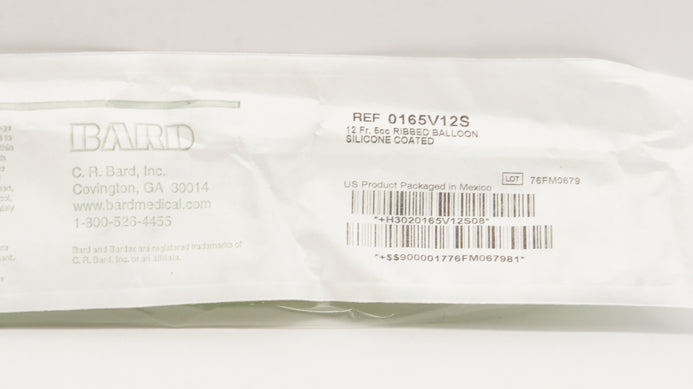 BARD
C. R. Bard, Inc.
Covington, GA 30014
www.bardmedical.com
1-800-526-4455
Bard and Bardex are registered trademarks of
C. R. Bard, Inc. or an affiliate.
REF 0165V12S
12 Fr. 5cc RIBBED BALLOON
SILICONE COATED
LOT 76FM0679
US Product Packaged in Mexico
*+H3020165V12S08*
*+$$900001776FM067981*